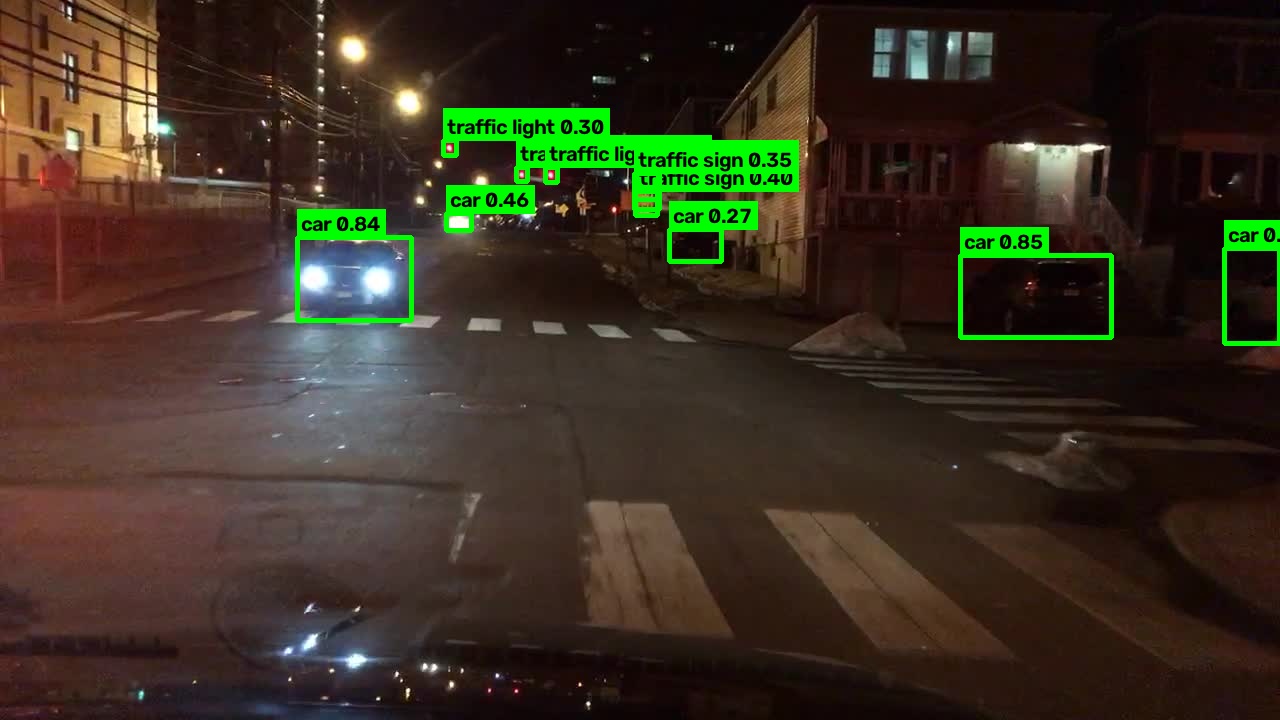 traffic light 0.30
tra
traffic lig
traffic sign 0.35
traffic sign 0.40
car 0.46
car 0.27
car 0.84
car 0.85
car 0.